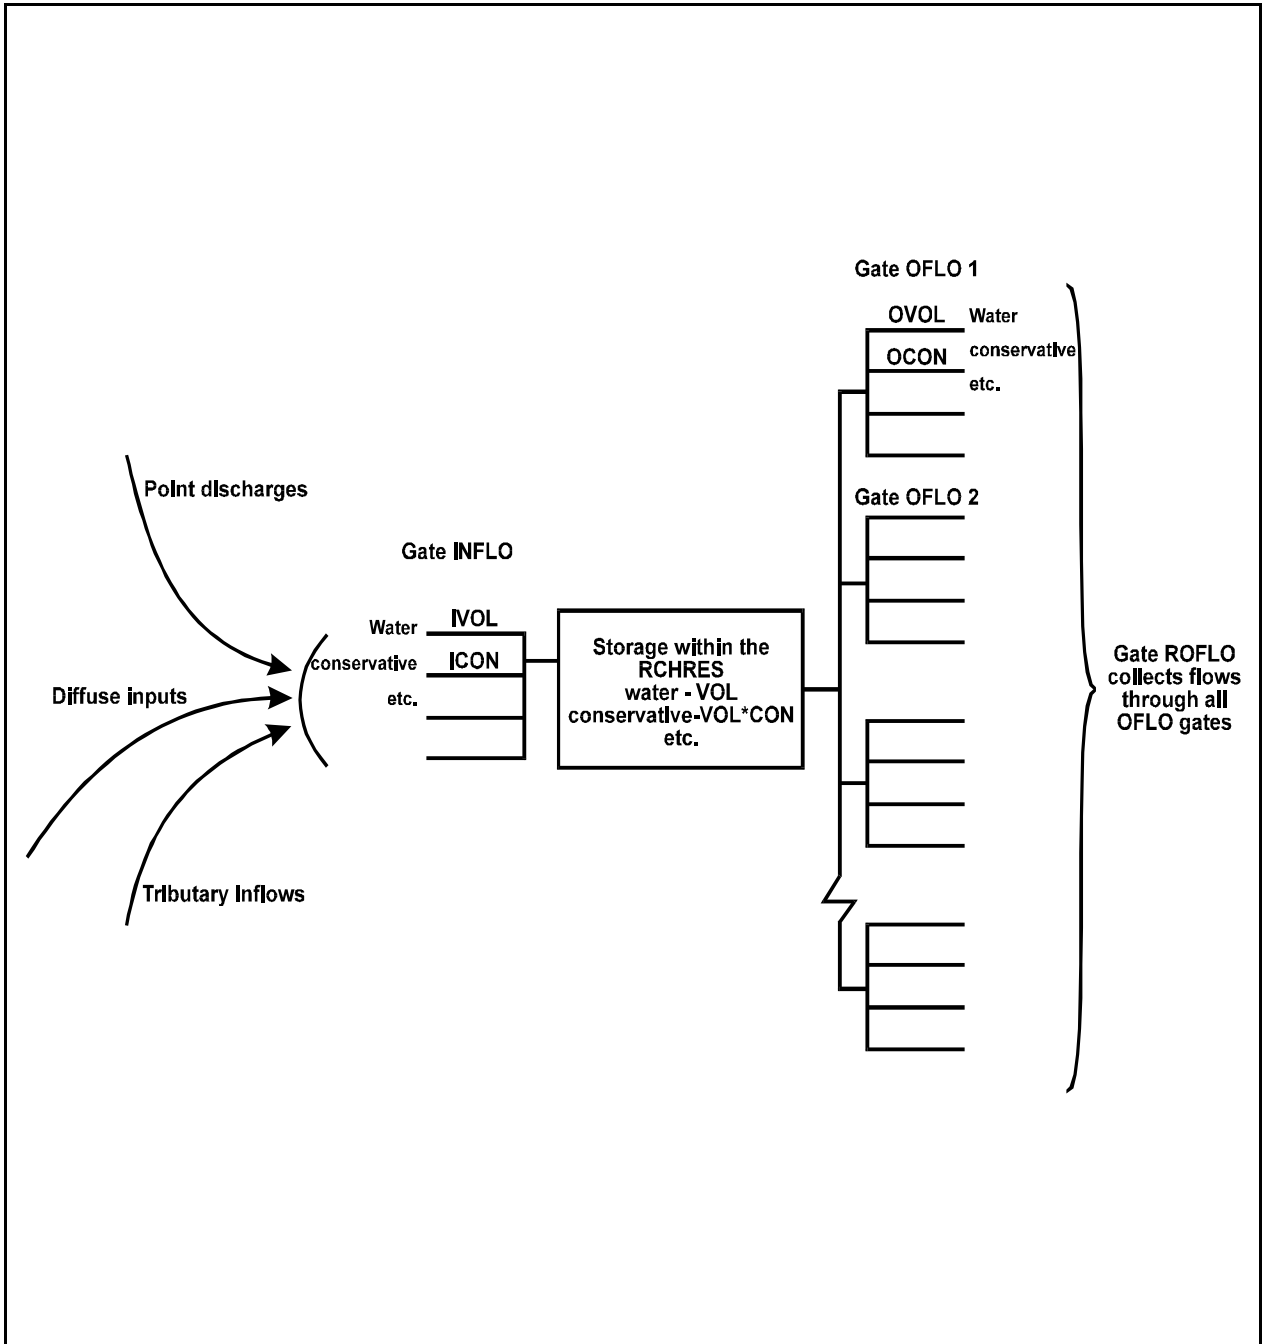 Gate OFLO 1
OVOL Water
OCON conservative
etc.
Point discharges
Gate OFLO 2
Gate INFLO
Water IVOL
conservative ICON
etc.
Diffuse inputs
Storage within the
RCHRES
water - VOL
conservative-VOL*CON
etc.
Gate ROFLO
collects flows
through all
OFLO gates
Tributary Inflows